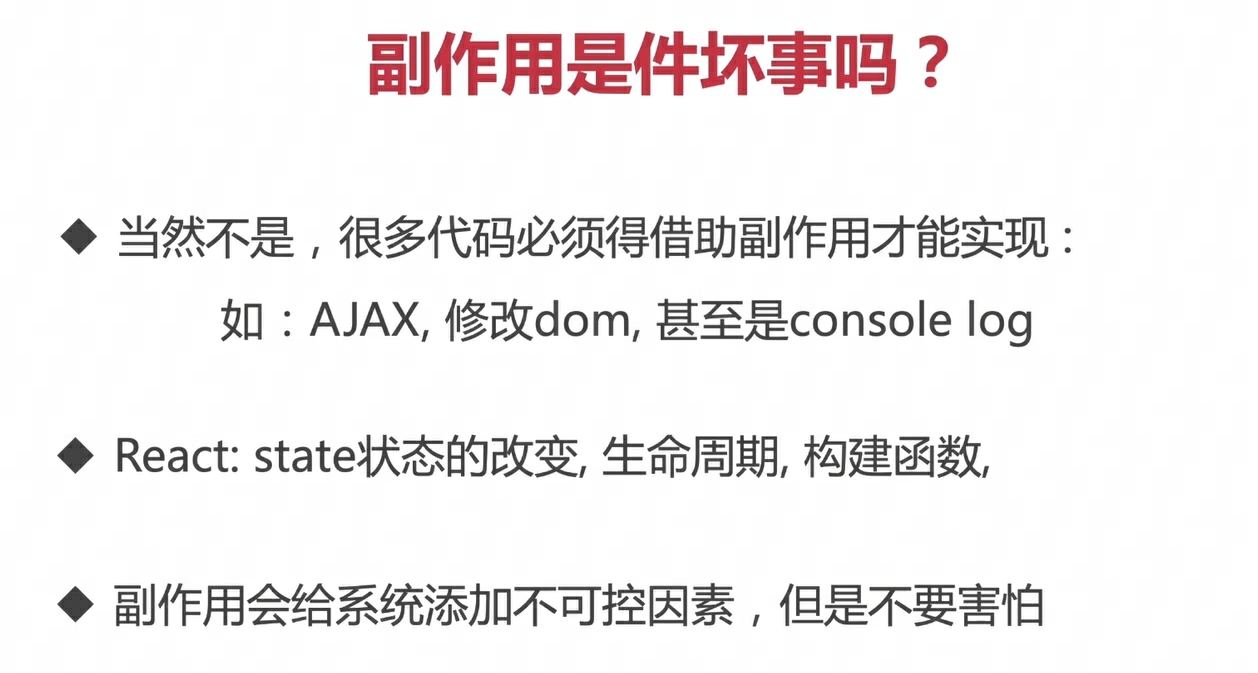 副作用是件坏事吗？
◆ 当然不是，很多代码必须得借助副作用才能实现：
如：AJAX, 修改dom, 甚至是console log
◆ React: state状态的改变, 生命周期, 构建函数,
◆ 副作用会给系统添加不可控因素，但是不要害怕